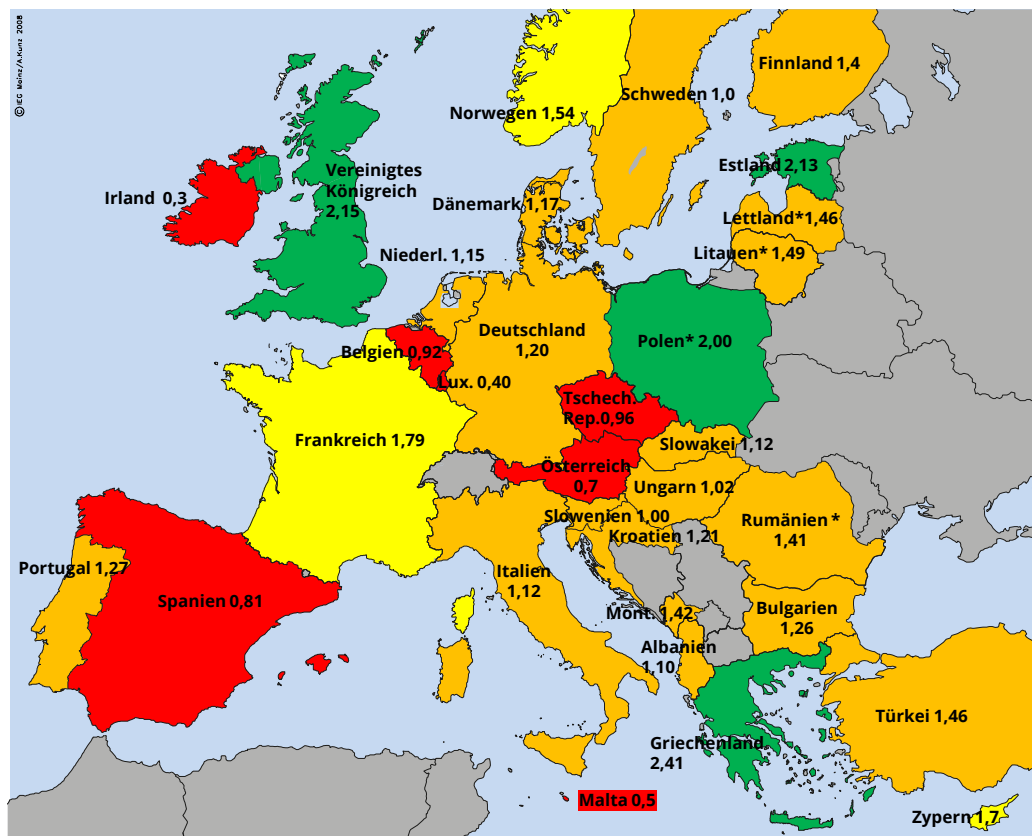 ©IEG Mainz/A.Kunz 2008
Finnland 1,4
Schweden 1,0
Norwegen 1,54
Estland 2,13
Vereinigtes
Königreich
2,15
Irland 0,3
Dänemark 1,17
Lettland*1,46
Litauen* 1,49
Niederl. 1,15
Deutschland
1,20
Polen* 2,00
Belgien 0,92
Lux. 0,40
Tschech.
Rep.0,96
Frankreich 1,79
Slowakei 1,12
Österreich
0,7
Ungarn 1,02
Slowenien 1,00
Kroatien 1,21
Rumänien *
1,41
Portugal 1,27
Italien
1,12
Spanien 0,81
Mont. 1,42
Bulgarien
1,26
Albanien
1,10
Türkei 1,46
Griechenland
2,41
Malta 0,5
Zypern 1,7